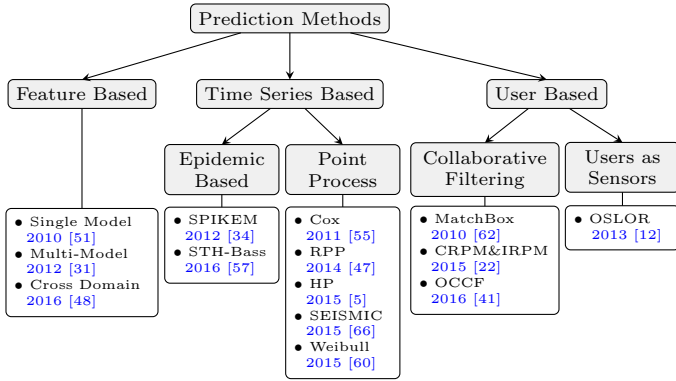 Prediction Methods
Feature Based
Time Series Based
User Based
Epidemic
Based
Point
Process
Collaborative
Filtering
Users as
Sensors
• Single Model
2010 [51]
• Multi-Model
2012 [31]
• Cross Domain
2016 [48]
• SPIKEM
2012 [34]
• STH-Bass
2016 [57]
• Cox
2011 [55]
• RPP
2014 [47]
• HP
2015 [5]
• SEISMIC
2015 [66]
• Weibull
2015 [60]
• MatchBox
2010 [62]
• CRPM&IRPM
2015 [22]
• OCCF
2016 [41]
• OSLOR
2013 [12]